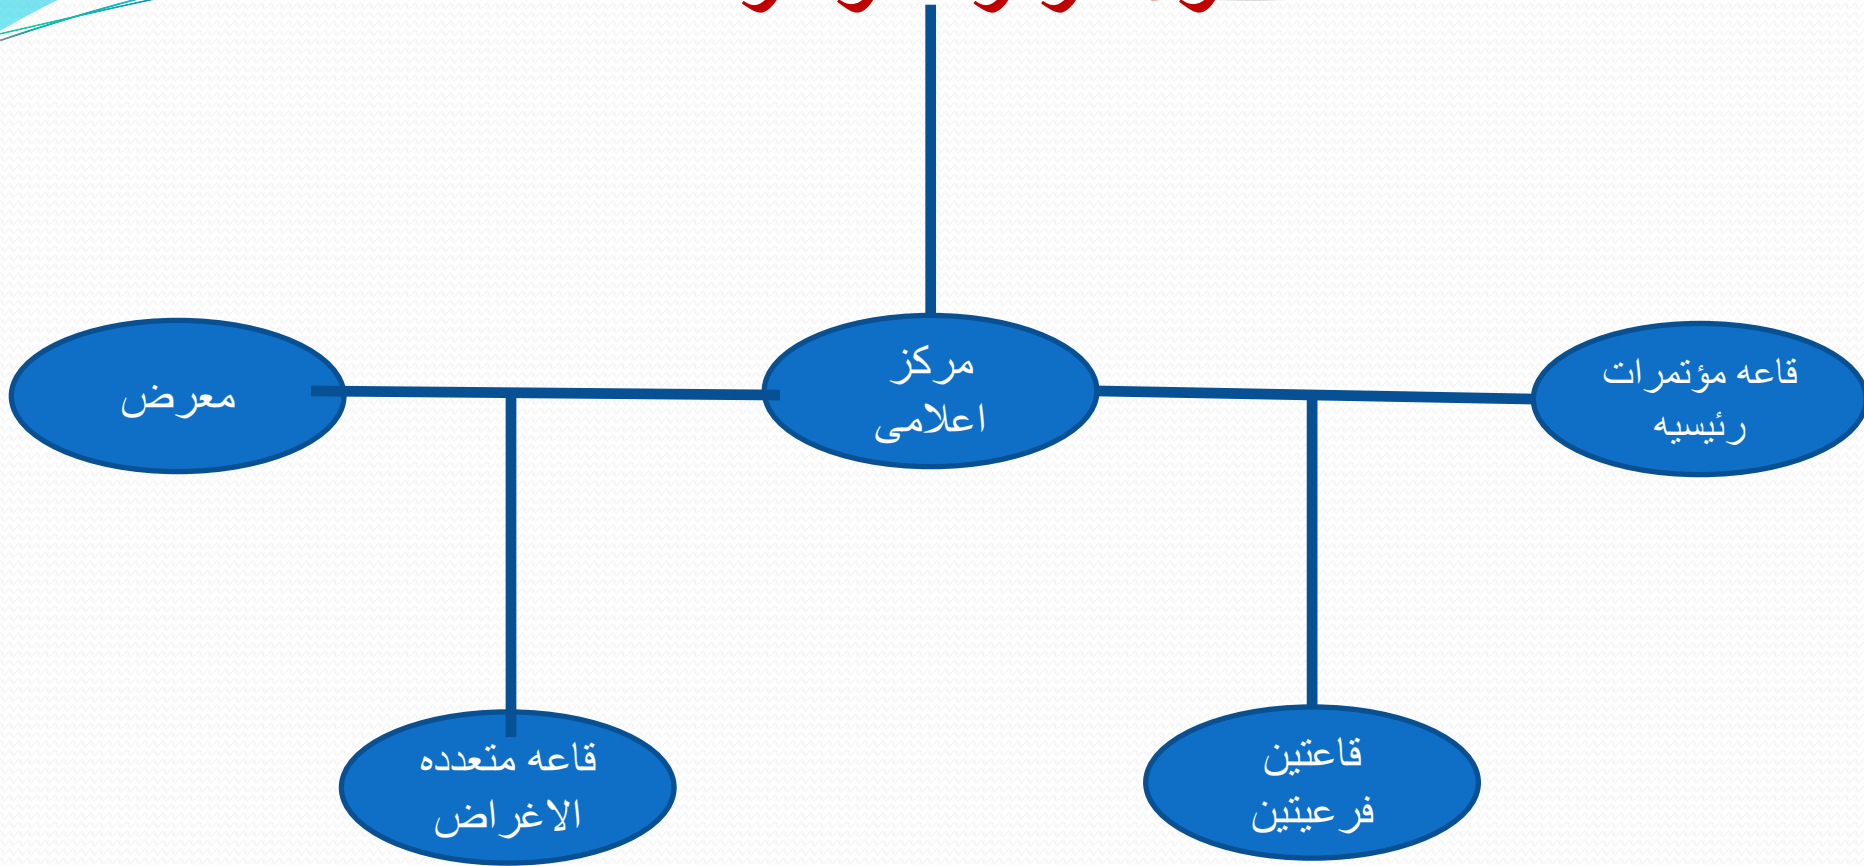 قاعه مؤتمرات
رئيسيه
مركز
اعلامى
معرض
قاعتين
فرعيتين
قاعه متعدده
الاغراض